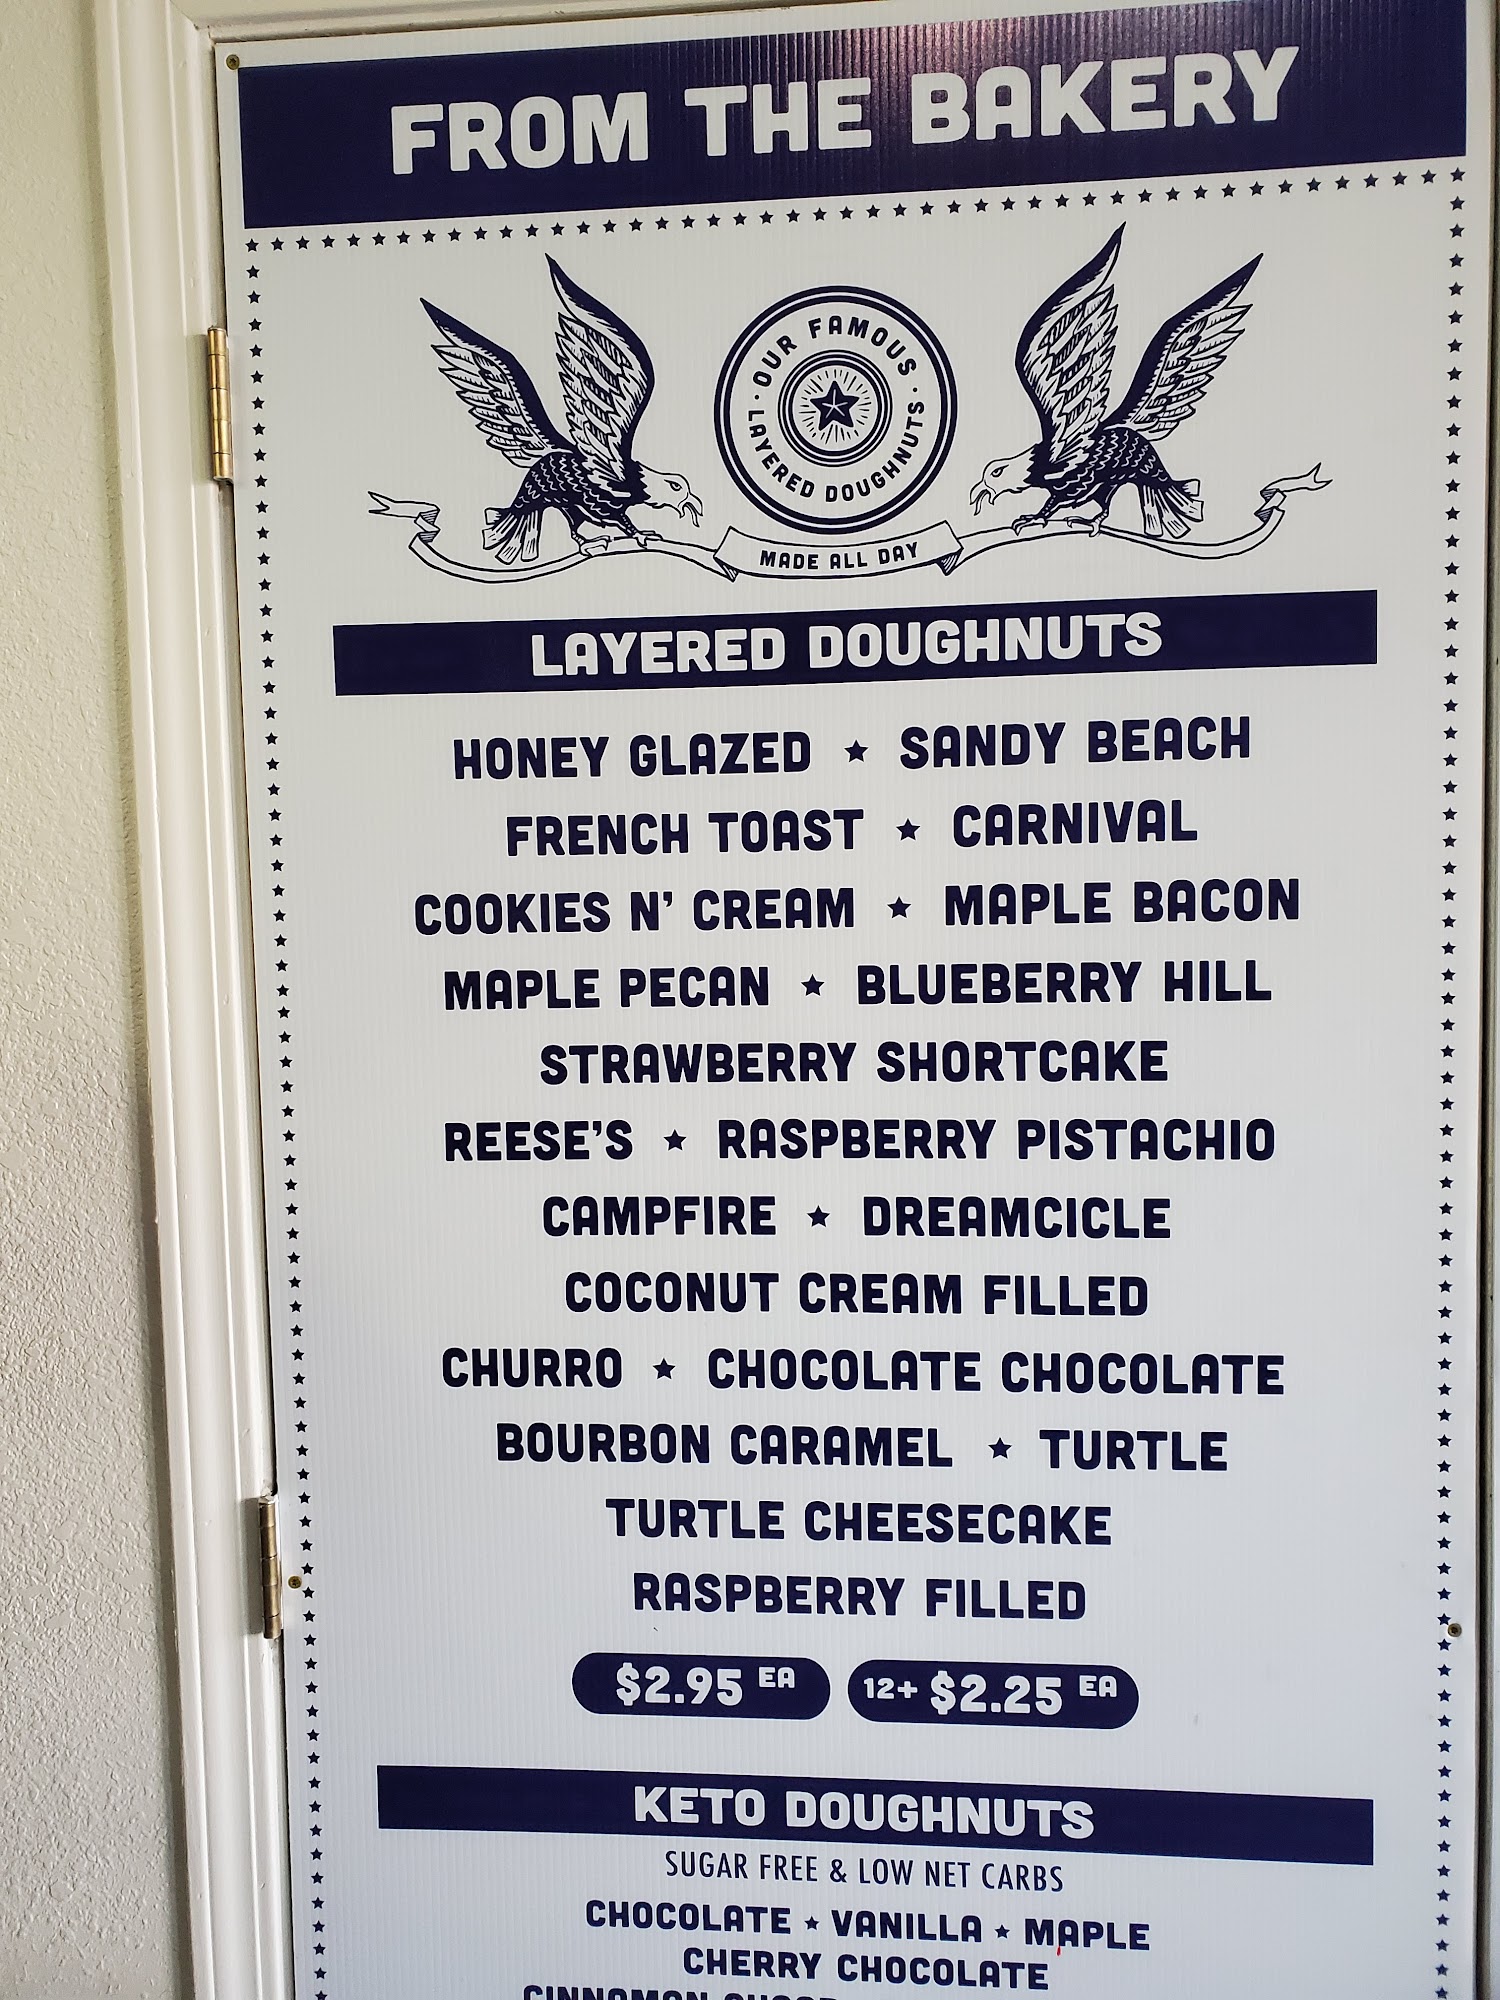 FROM THE BAKERY
· OUR FAMOUS ·
LAYERED DOUGHNUTS
MADE ALL DAY
LAYERED DOUGHNUTS
HONEY GLAZED ★ SANDY BEACH
FRENCH TOAST ★ CARNIVAL
COOKIES N' CREAM ★ MAPLE BACON
MAPLE PECAN ★ BLUEBERRY HILL
STRAWBERRY SHORTCAKE
REESE'S ★ RASPBERRY PISTACHIO
CAMPFIRE ★ DREAMCICLE
COCONUT CREAM FILLED
CHURRO ★ CHOCOLATE CHOCOLATE
BOURBON CARAMEL ★ TURTLE
TURTLE CHEESECAKE
RASPBERRY FILLED
$2.95 EA 12+ $2.25 EA
KETO DOUGHNUTS
SUGAR FREE & LOW NET CARBS
CHOCOLATE ★ VANILLA ★ MAPLE
CHERRY CHOCOLATE
CINNAMON